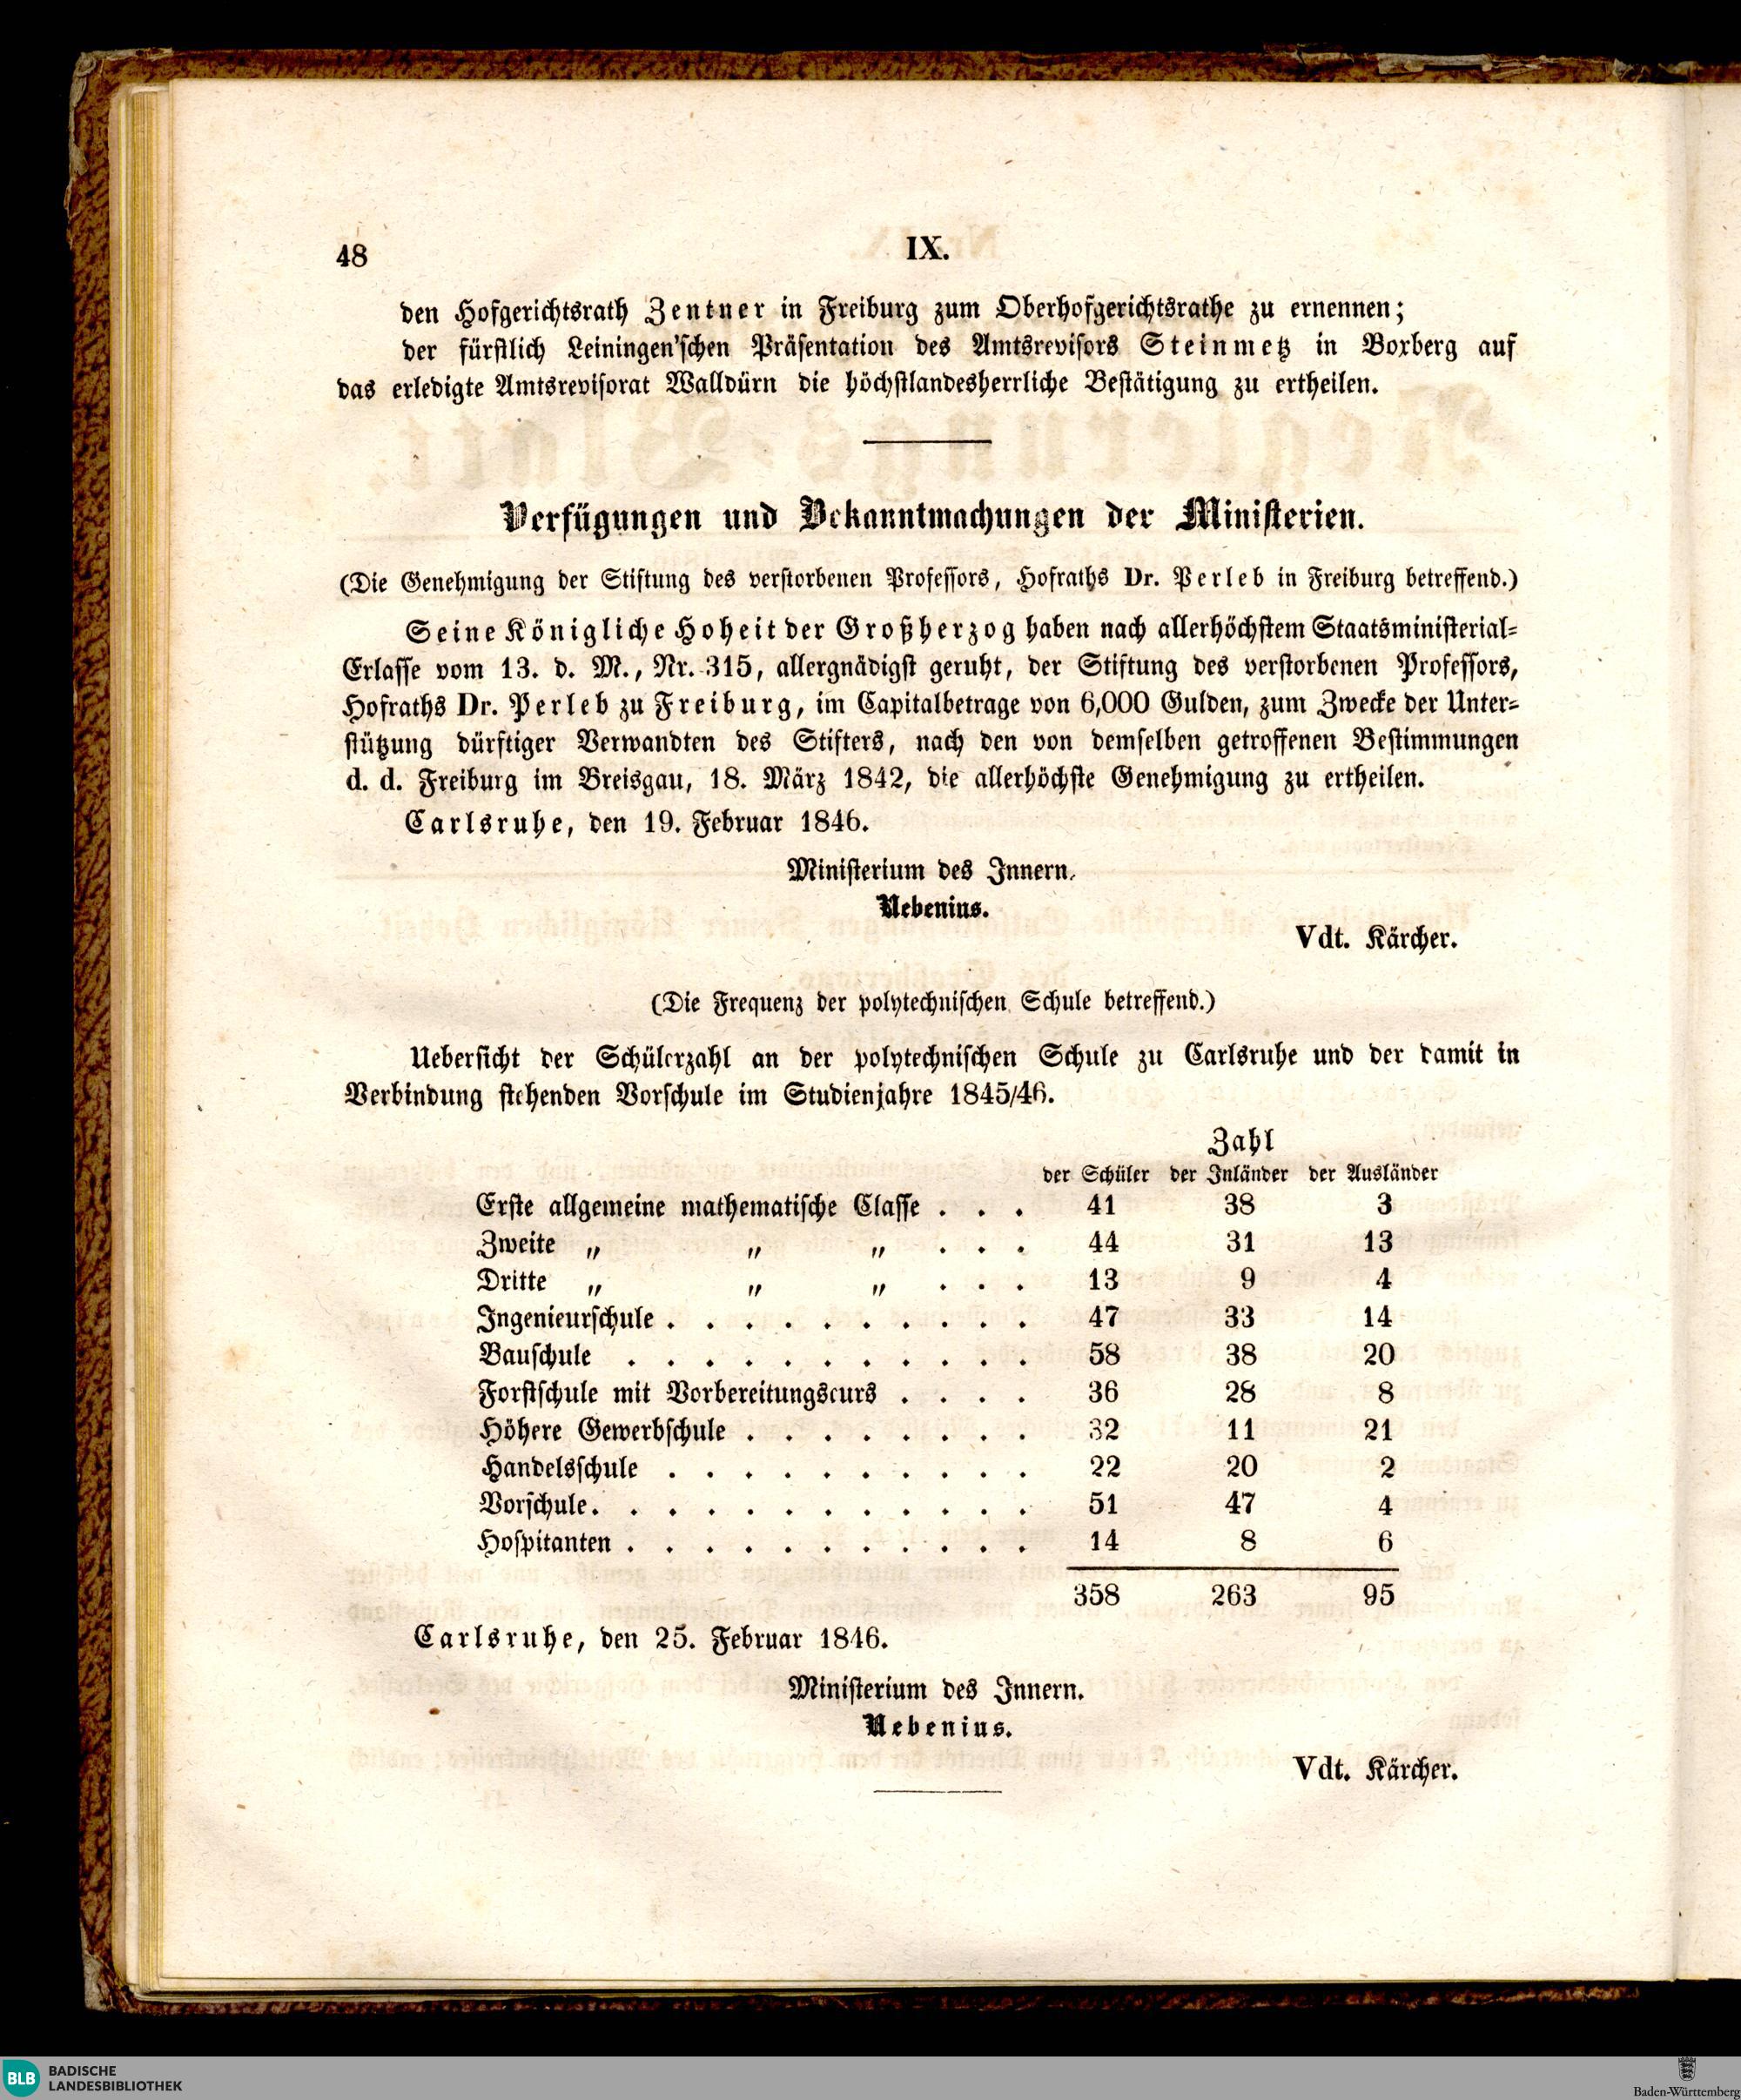 48
IX.
den Hofgerichtsrath Zentner in Freiburg zum Oberhofgerichtsrathe zu ernennen;
der fürstlich Leiningen'schen Präsentation des Amtsrevisors Steinmetz in Boxberg auf
das erledigte Amtsrevisorat Walldürn die höchstlandesherrliche Bestätigung zu ertheilen.
Verfügungen und Bekanntmachungen der Ministerien.
(Die Genehmigung der Stiftung des verstorbenen Professors, Hofraths Dr. Perleb in Freiburg betreffend.)
Seine Königliche Hoheit der Großherzog haben nach allerhöchstem Staatsministerial-
Erlasse vom 13. d. M., Nr. 315, allergnädigst geruht, der Stiftung des verstorbenen Professors,
Hofraths Dr. Perleb zu Freiburg, im Capitalbetrage von 6,000 Gulden, zum Zwecke der Unter-
stützung dürftiger Verwandten des Stifters, nach den von demselben getroffenen Bestimmungen
d. d. Freiburg im Breisgau, 18. März 1842, die allerhöchste Genehmigung zu ertheilen.
Carlsruhe, den 19. Februar 1846.
Ministerium des Innern.
Nebenius.
Vdt. Kärcher.
(Die Frequenz der polytechnischen Schule betreffend.)
Uebersicht der Schülerzahl an der polytechnischen Schule zu Carlsruhe und der damit in
Verbindung stehenden Vorschule im Studienjahre 1845/46.
Zahl
der Schüler der Inländer der Ausländer
Erste allgemeine mathematische Classe . . . 41 38 3
Zweite „ „ „ . . . 44 31 13
Dritte „ „ „ . . . 13 9 4
Ingenieurschule . . . . . . . . . . 47 33 14
Bauschule . . . . . . . . . . . 58 38 20
Forstschule mit Vorbereitungscurs . . . . 36 28 8
Höhere Gewerbschule . . . . . . . . 32 11 21
Handelsschule . . . . . . . . . . 22 20 2
Vorschule. . . . . . . . . . . . 51 47 4
Hospitanten . . . . . . . . . . . 14 8 6
358 263 95
Carlsruhe, den 25. Februar 1846.
Ministerium des Innern.
Nebenius.
Vdt. Kärcher.
BLB BADISCHE
LANDESBIBLIOTHEK
Baden-Württemberg